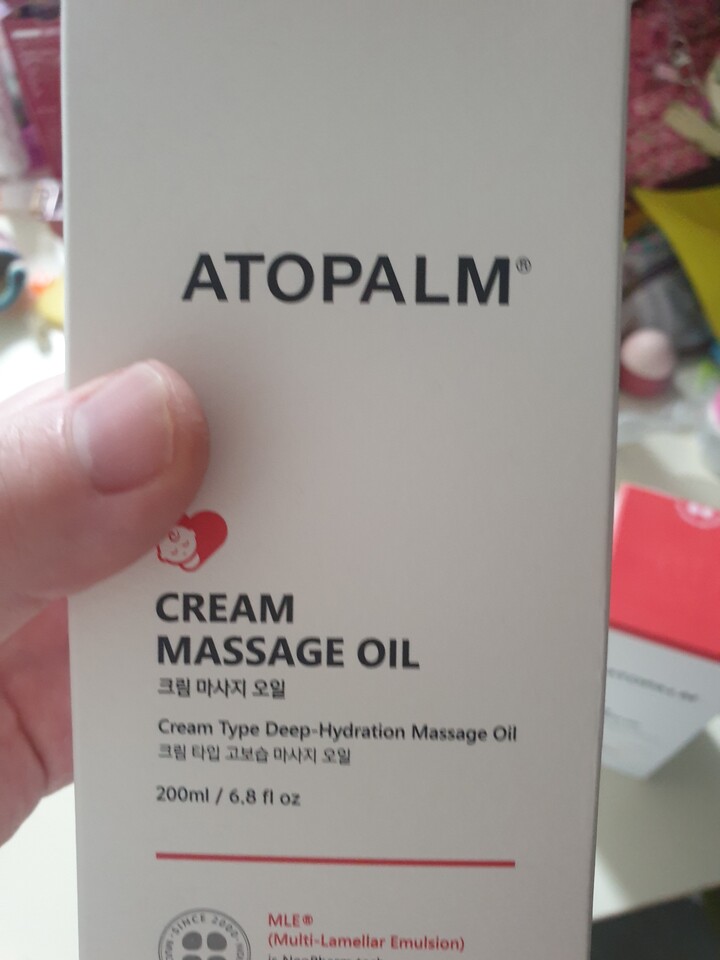 ATOPALM®
CREAM
MASSAGE OIL
크림 마사지 오일
Cream Type Deep-Hydration Massage Oil
크림 타입 고보습 마사지 오일
200ml / 6.8 fl oz
SINCE 2000
MLE®
(Multi-Lamellar Emulsion)